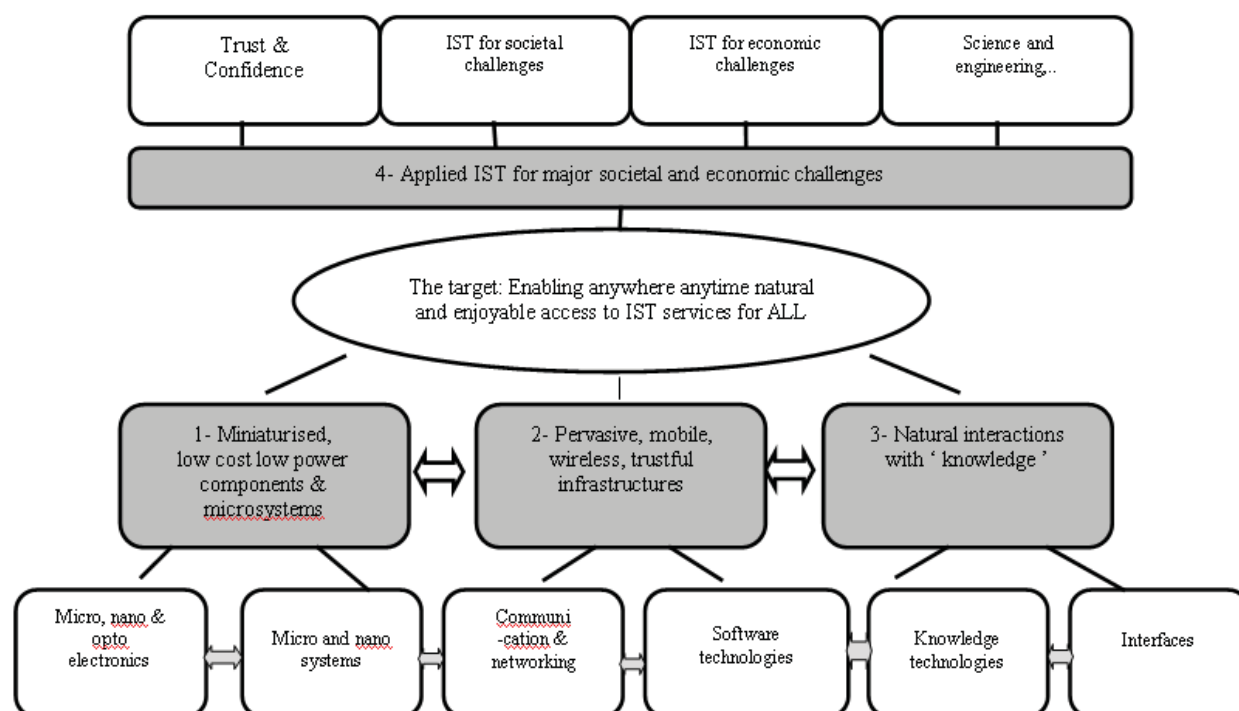 Trust &
Confidence
IST for societal
challenges
IST for economic
challenges
Science and
engineering,..
4- Applied IST for major societal and economic challenges
The target: Enabling anywhere anytime natural
and enjoyable access to IST services for ALL
1- Miniaturised,
low cost low power
components &
microsystems
2- Pervasive, mobile,
wireless, trustful
infrastructures
3- Natural interactions
with ‘ knowledge ’
Micro, nano &
opto
electronics
Micro and nano
systems
Communi
-cation &
networking
Software
technologies
Knowledge
technologies
Interfaces